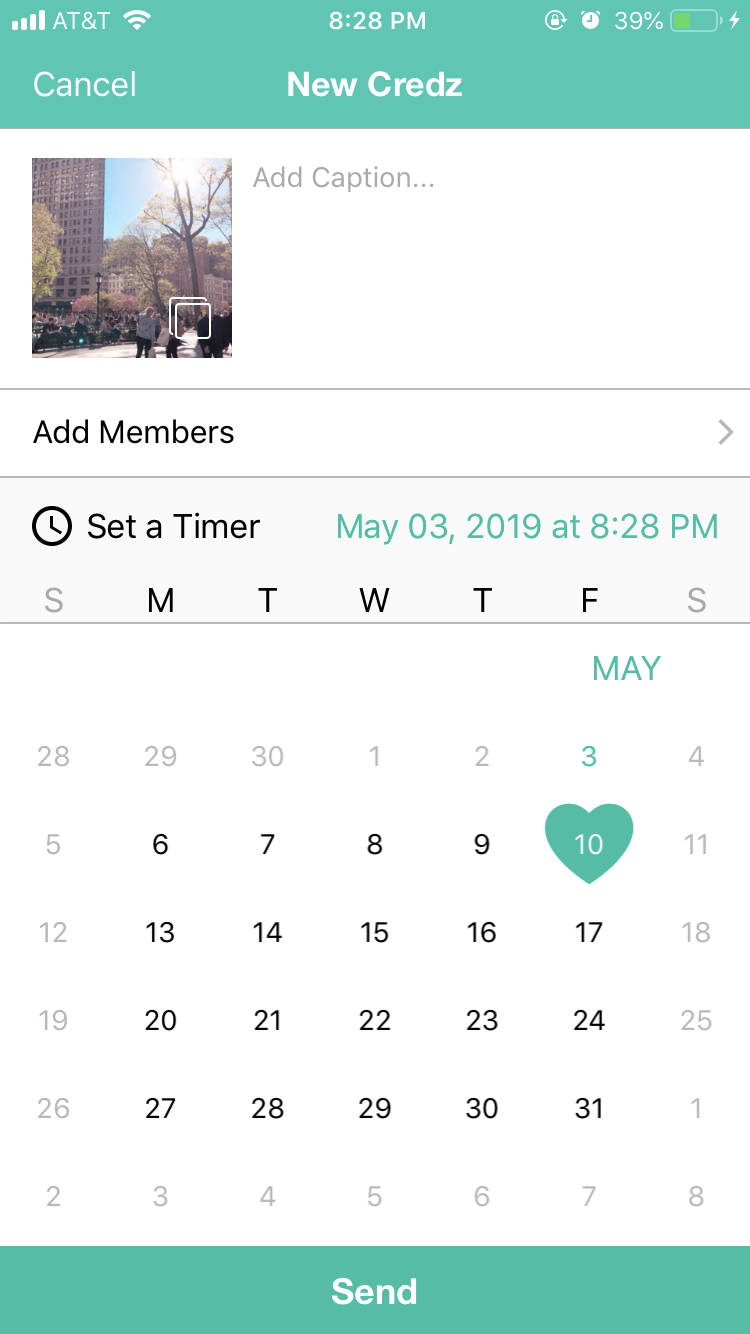 AT&T 8:28 PM 39%
Cancel New Credz
Add Caption...
Add Members
Set a Timer May 03, 2019 at 8:28 PM
S M T W T F S
MAY
28 29 30 1 2 3 4
5 6 7 8 9 10 11
12 13 14 15 16 17 18
19 20 21 22 23 24 25
26 27 28 29 30 31 1
2 3 4 5 6 7 8
Send